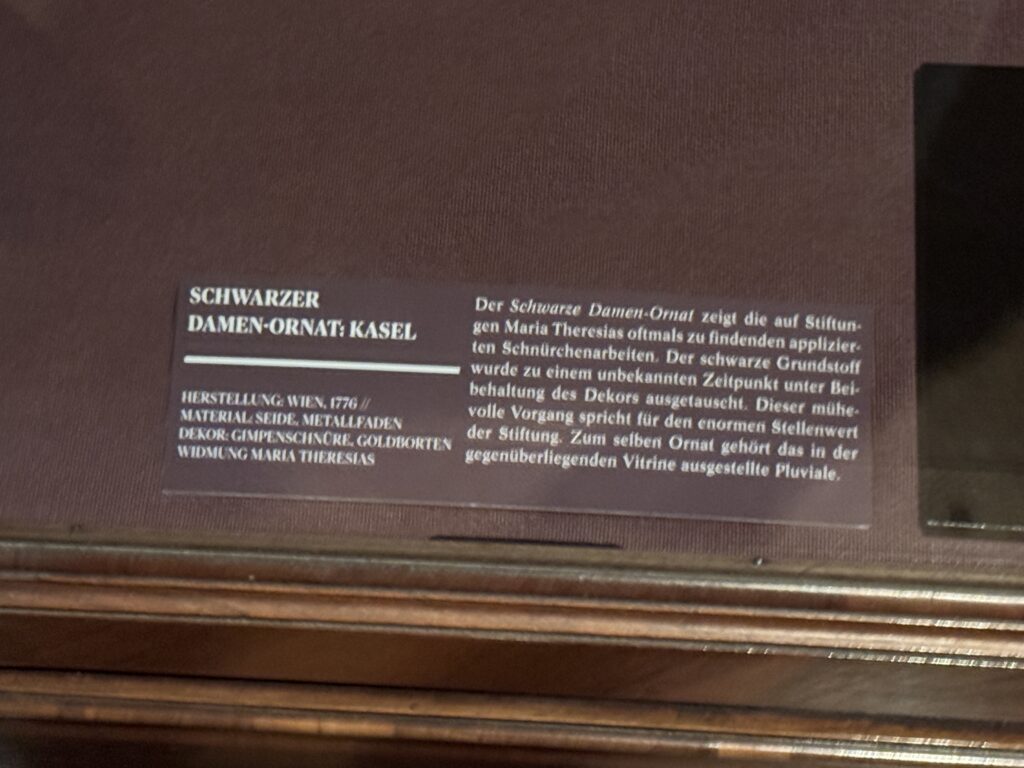 SCHWARZER
DAMEN-ORNAT: KASEL
HERSTELLUNG: WIEN, 1776 //
MATERIAL: SEIDE, METALLFADEN
DEKOR: GIMPENSCHNÜRE, GOLDBORTEN
WIDMUNG MARIA THERESIAS
Der Schwarze Damen-Ornat zeigt die auf Stiftun-
gen Maria Theresias oftmals zu findenden applizier-
ten Schnürchenarbeiten. Der schwarze Grundstoff
wurde zu einem unbekannten Zeitpunkt unter Bei-
behaltung des Dekors ausgetauscht. Dieser mühe-
volle Vorgang spricht für den enormen Stellenwert
der Stiftung. Zum selben Ornat gehört das in der
gegenüberliegenden Vitrine ausgestellte Pluviale.